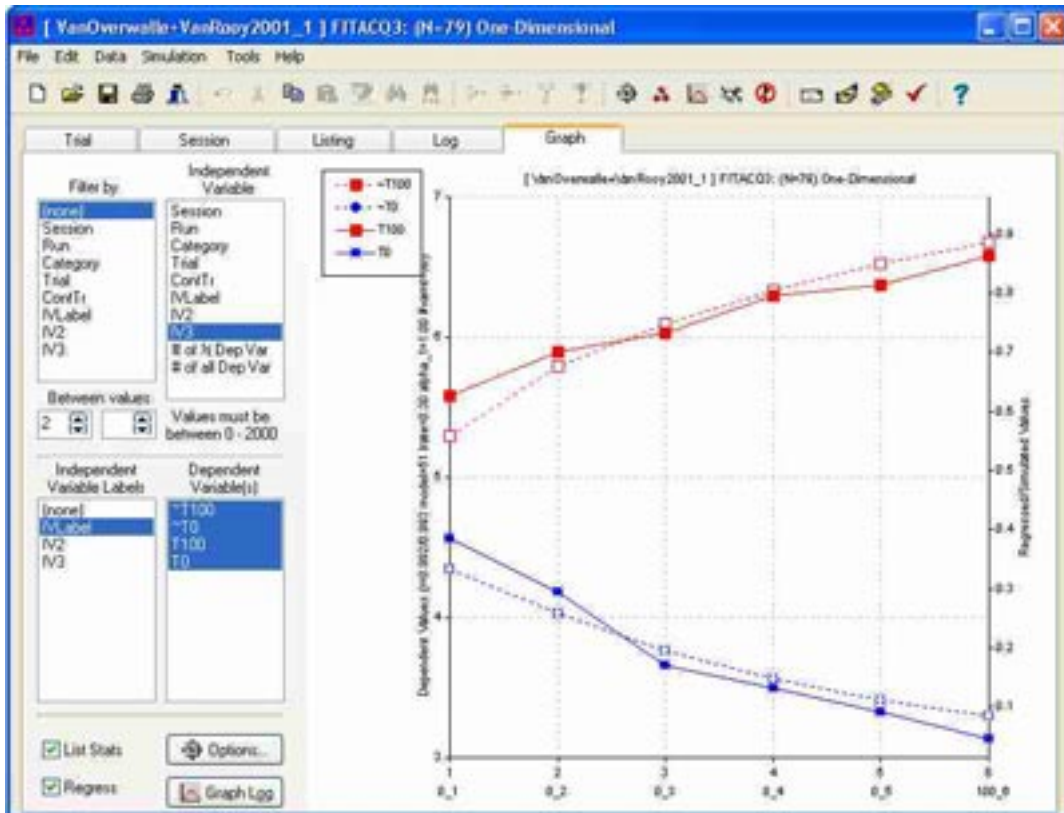 [ VanOverwalle+VanRooy2001_1 ] FITACQ3: (N=79) One-Dimensional
File Edit Data Simulation Tools Help
Trial Session Listing Log Graph
Filter by
(none)
Session
Run
Category
Trial
ContTr
IVLabel
IV2
IV3
Independent
Variable
Session
Run
Category
Trial
ContTr
IVLabel
IV2
IV3
# of ½ Dep Var
# of all Dep Var
Between values
2
Values must be
between 0 - 2000
Independent
Variable Labels
(none)
IVLabel
IV2
IV3
Dependent
Variable(s)
~T100
~T0
T100
T0
List Stats
Options...
Regress
Graph Log
~T100
~T0
T100
T0
[ VanOverwalle+VanRooy2001_1 ] FITACQ3: (N=79) One-Dimensional
7
6
5
4
3
Dependent Values
0.9
0.8
0.7
0.6
0.5
0.4
0.3
0.2
0.1
Regressed/Simulated Values
1 2 3 4 5 6
0_1 0_2 0_3 0_4 0_5 100_6